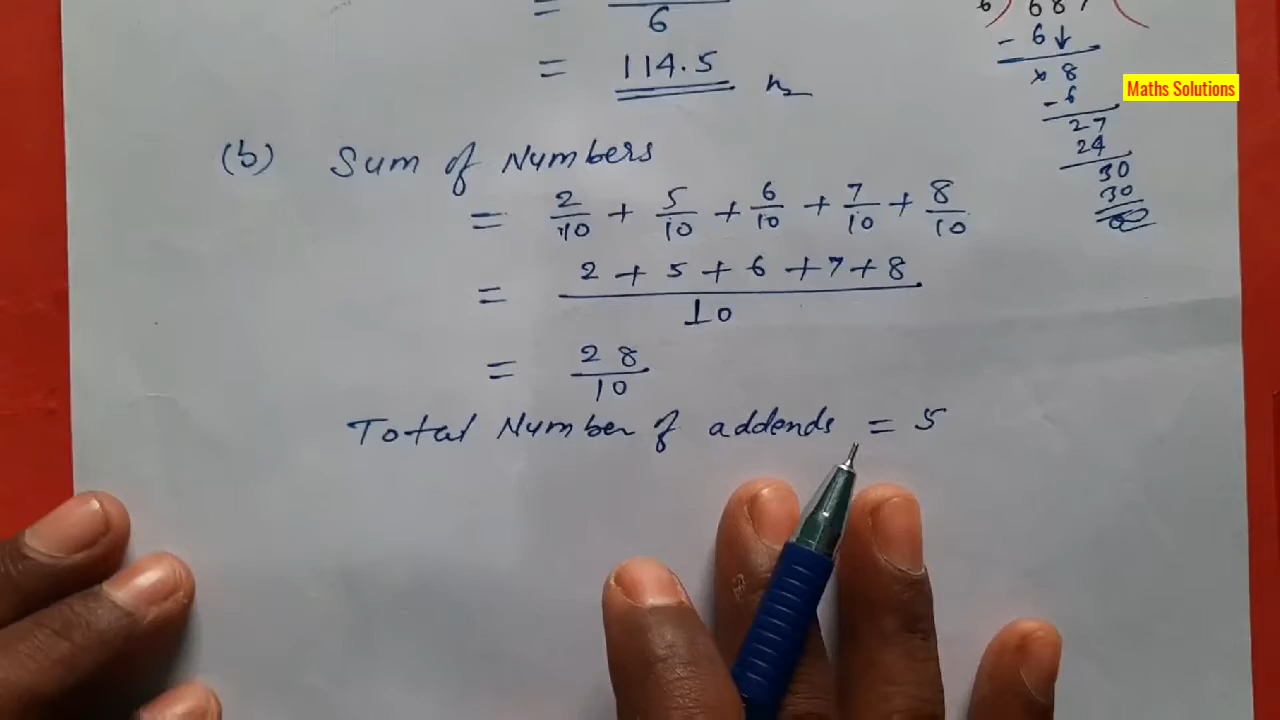 = 6
= 114.5
6) 687 (
- 6↓
× 8
- 6
27
24
30
30
Maths Solutions
(b) Sum of Numbers
= 2/10 + 5/10 + 6/10 + 7/10 + 8/10
= 2 + 5 + 6 + 7 + 8
10
= 28/10
Total Number of addends = 5